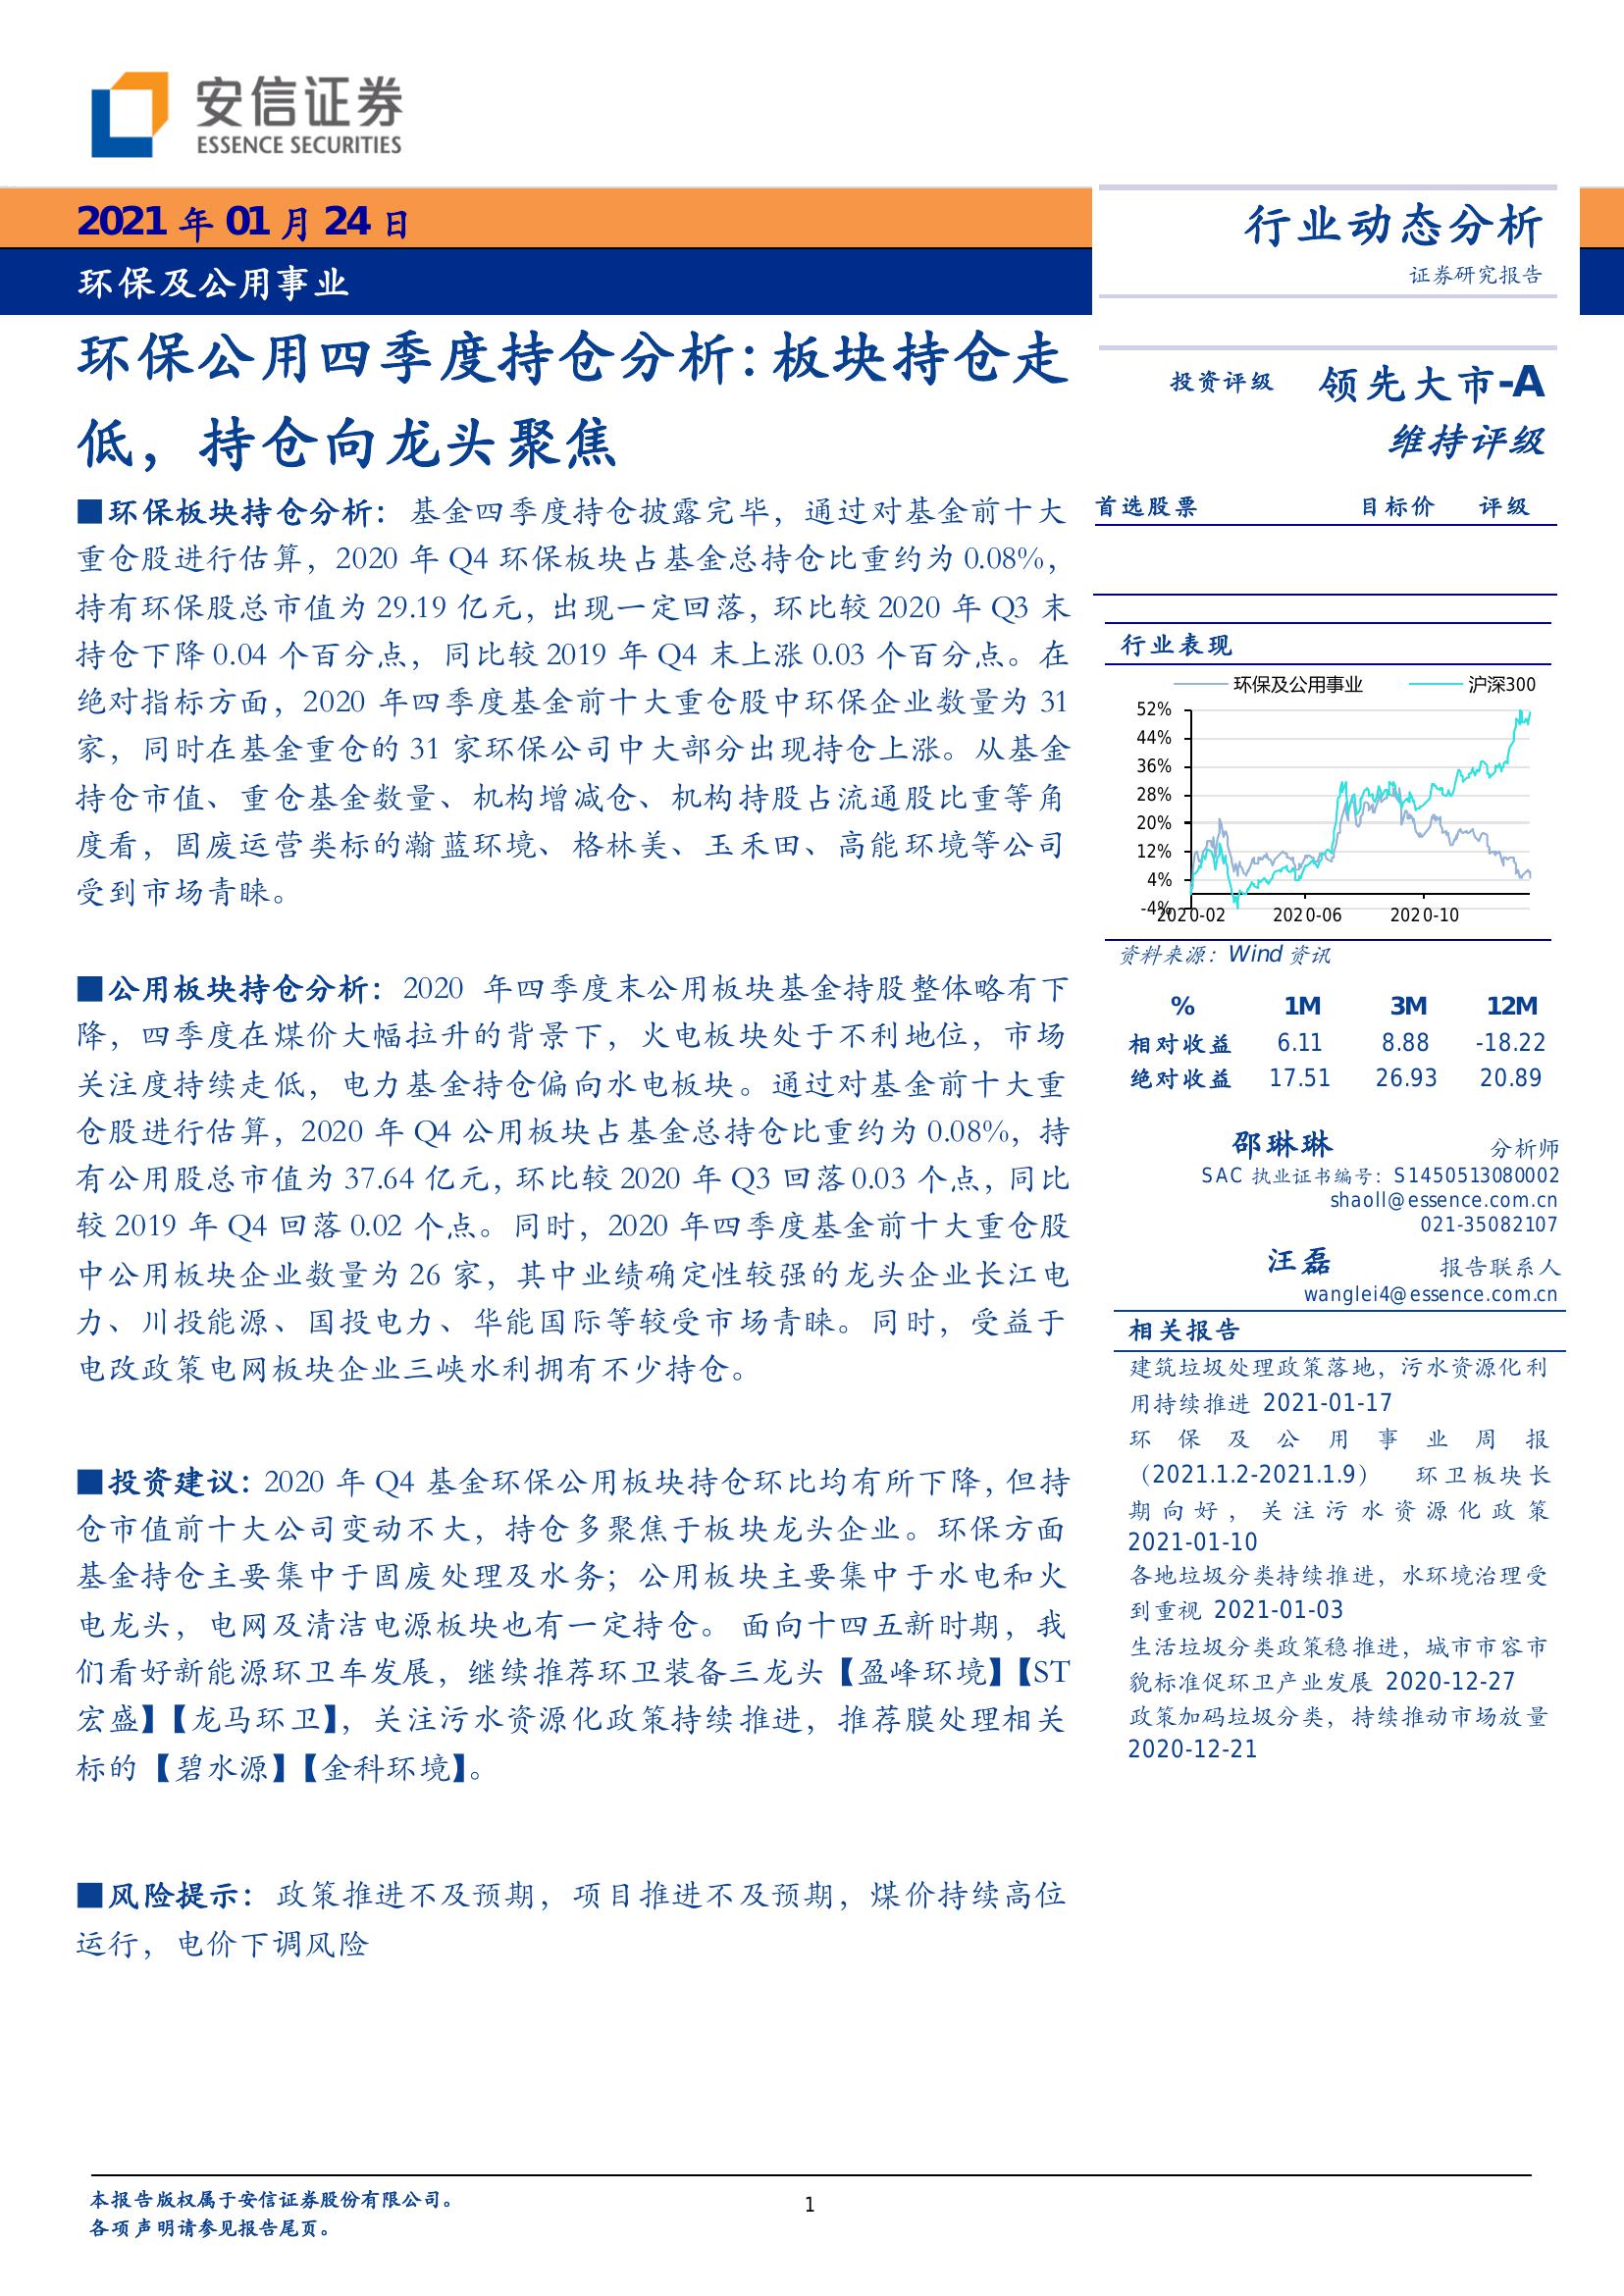 安信证券
ESSENCE SECURITIES
2021 年 01 月 24 日
环保及公用事业
行业动态分析
证券研究报告
环保公用四季度持仓分析：板块持仓走
低，持仓向龙头聚焦
■环保板块持仓分析：基金四季度持仓披露完毕，通过对基金前十大
重仓股进行估算，2020 年 Q4 环保板块占基金总持仓比重约为 0.08%，
持有环保股总市值为 29.19 亿元，出现一定回落，环比较 2020 年 Q3 末
持仓下降 0.04 个百分点，同比较 2019 年 Q4 末上涨 0.03 个百分点。在
绝对指标方面，2020 年四季度基金前十大重仓股中环保企业数量为 31
家，同时在基金重仓的 31 家环保公司中大部分出现持仓上涨。从基金
持仓市值、重仓基金数量、机构增减仓、机构持股占流通股比重等角
度看，固废运营类标的瀚蓝环境、格林美、玉禾田、高能环境等公司
受到市场青睐。
■公用板块持仓分析：2020 年四季度末公用板块基金持股整体略有下
降，四季度在煤价大幅拉升的背景下，火电板块处于不利地位，市场
关注度持续走低，电力基金持仓偏向水电板块。通过对基金前十大重
仓股进行估算，2020 年 Q4 公用板块占基金总持仓比重约为 0.08%，持
有公用股总市值为 37.64 亿元，环比较 2020 年 Q3 回落 0.03 个点，同比
较 2019 年 Q4 回落 0.02 个点。同时，2020 年四季度基金前十大重仓股
中公用板块企业数量为 26 家，其中业绩确定性较强的龙头企业长江电
力、川投能源、国投电力、华能国际等较受市场青睐。同时，受益于
电改政策电网板块企业三峡水利拥有不少持仓。
■投资建议：2020 年 Q4 基金环保公用板块持仓环比均有所下降，但持
仓市值前十大公司变动不大，持仓多聚焦于板块龙头企业。环保方面
基金持仓主要集中于固废处理及水务；公用板块主要集中于水电和火
电龙头，电网及清洁电源板块也有一定持仓。 面向十四五新时期，我
们看好新能源环卫车发展，继续推荐环卫装备三龙头【盈峰环境】【ST
宏盛】【龙马环卫】，关注污水资源化政策持续推进，推荐膜处理相关
标的【碧水源】【金科环境】。
■风险提示：政策推进不及预期，项目推进不及预期，煤价持续高位
运行，电价下调风险
投资评级 领先大市-A
维持评级
首选股票 目标价 评级
行业表现
环保及公用事业 沪深300
52%
44%
36%
28%
20%
12%
4%
-4%
2020-02 2020-06 2020-10
资料来源：Wind 资讯
% 1M 3M 12M
相对收益 6.11 8.88 -18.22
绝对收益 17.51 26.93 20.89
邵琳琳 分析师
SAC 执业证书编号：S1450513080002
shaoll@essence.com.cn
021-35082107
汪磊 报告联系人
wanglei4@essence.com.cn
相关报告
建筑垃圾处理政策落地，污水资源化利
用持续推进 2021-01-17
环保及公用事业周报
（2021.1.2-2021.1.9） 环卫板块长
期向好，关注污水资源化政策
2021-01-10
各地垃圾分类持续推进，水环境治理受
到重视 2021-01-03
生活垃圾分类政策稳推进，城市市容市
貌标准促环卫产业发展 2020-12-27
政策加码垃圾分类，持续推动市场放量
2020-12-21
本报告版权属于安信证券股份有限公司。
各项声明请参见报告尾页。
1